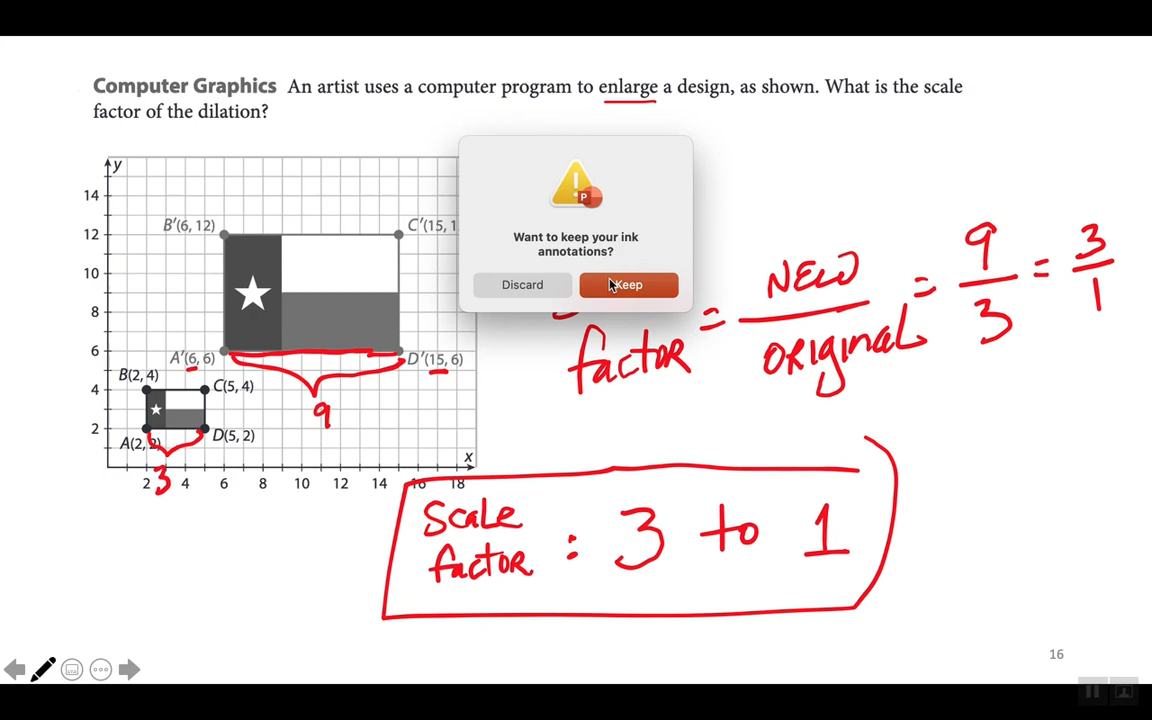 Computer Graphics An artist uses a computer program to enlarge a design, as shown. What is the scale
factor of the dilation?
y
14
12
10
8
6
4
2
B′(6, 12)
C′(15, 1
A′(6, 6)
D′(15, 6)
B(2, 4)
C(5, 4)
A(2, 2)
D(5, 2)
x
2 4 6 8 10 12 14 16 18
9
3
P
Want to keep your ink
annotations?
Discard
Keep
factor = NEW / ORIGINAL = 9/3 = 3/1
Scale
factor : 3 to 1
16